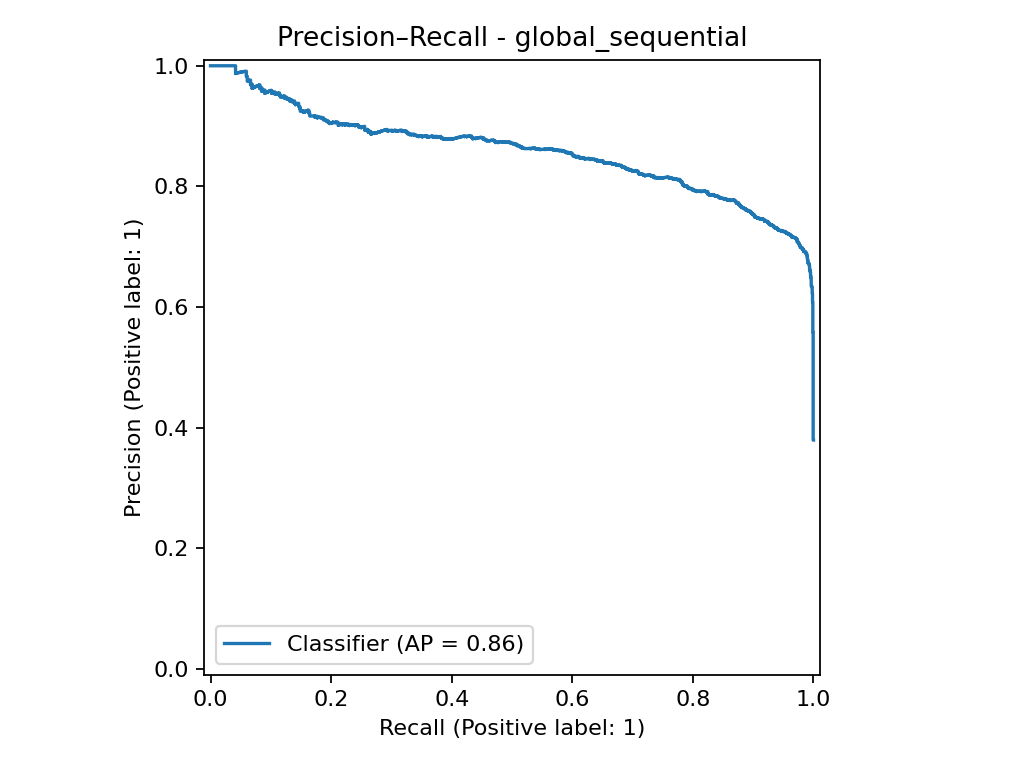 Precision–Recall - global_sequential
1.0
0.8
0.6
0.4
0.2
0.0
Precision (Positive label: 1)
Classifier (AP = 0.86)
0.0 0.2 0.4 0.6 0.8 1.0
Recall (Positive label: 1)